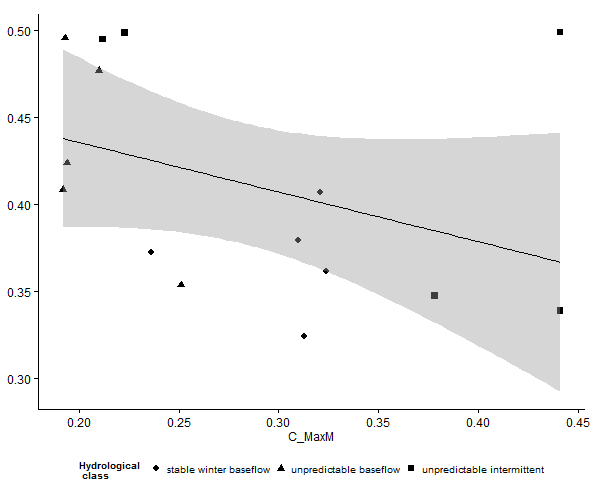 0.50
0.45
0.40
0.35
0.30
0.20 0.25 0.30 0.35 0.40 0.45
C_MaxM
Hydrological
class
stable winter baseflow unpredictable baseflow unpredictable intermittent